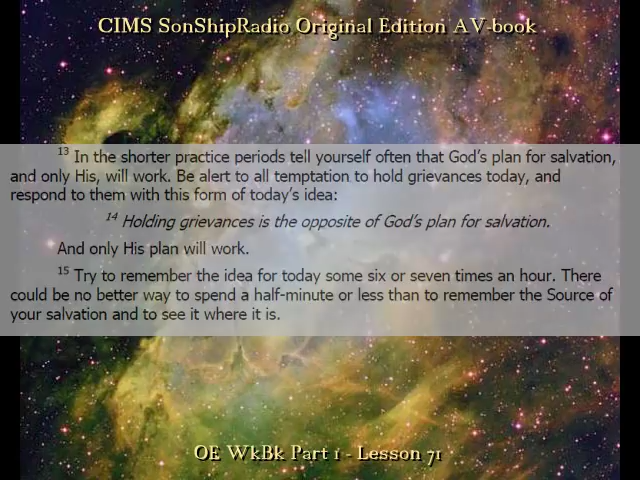 CIMS SonShipRadio Original Edition AV-book
13 In the shorter practice periods tell yourself often that God's plan for salvation,
and only His, will work. Be alert to all temptation to hold grievances today, and
respond to them with this form of today's idea:
14 Holding grievances is the opposite of God's plan for salvation.
And only His plan will work.
15 Try to remember the idea for today some six or seven times an hour. There
could be no better way to spend a half-minute or less than to remember the Source of
your salvation and to see it where it is.
OE WkBk Part 1 - Lesson 71